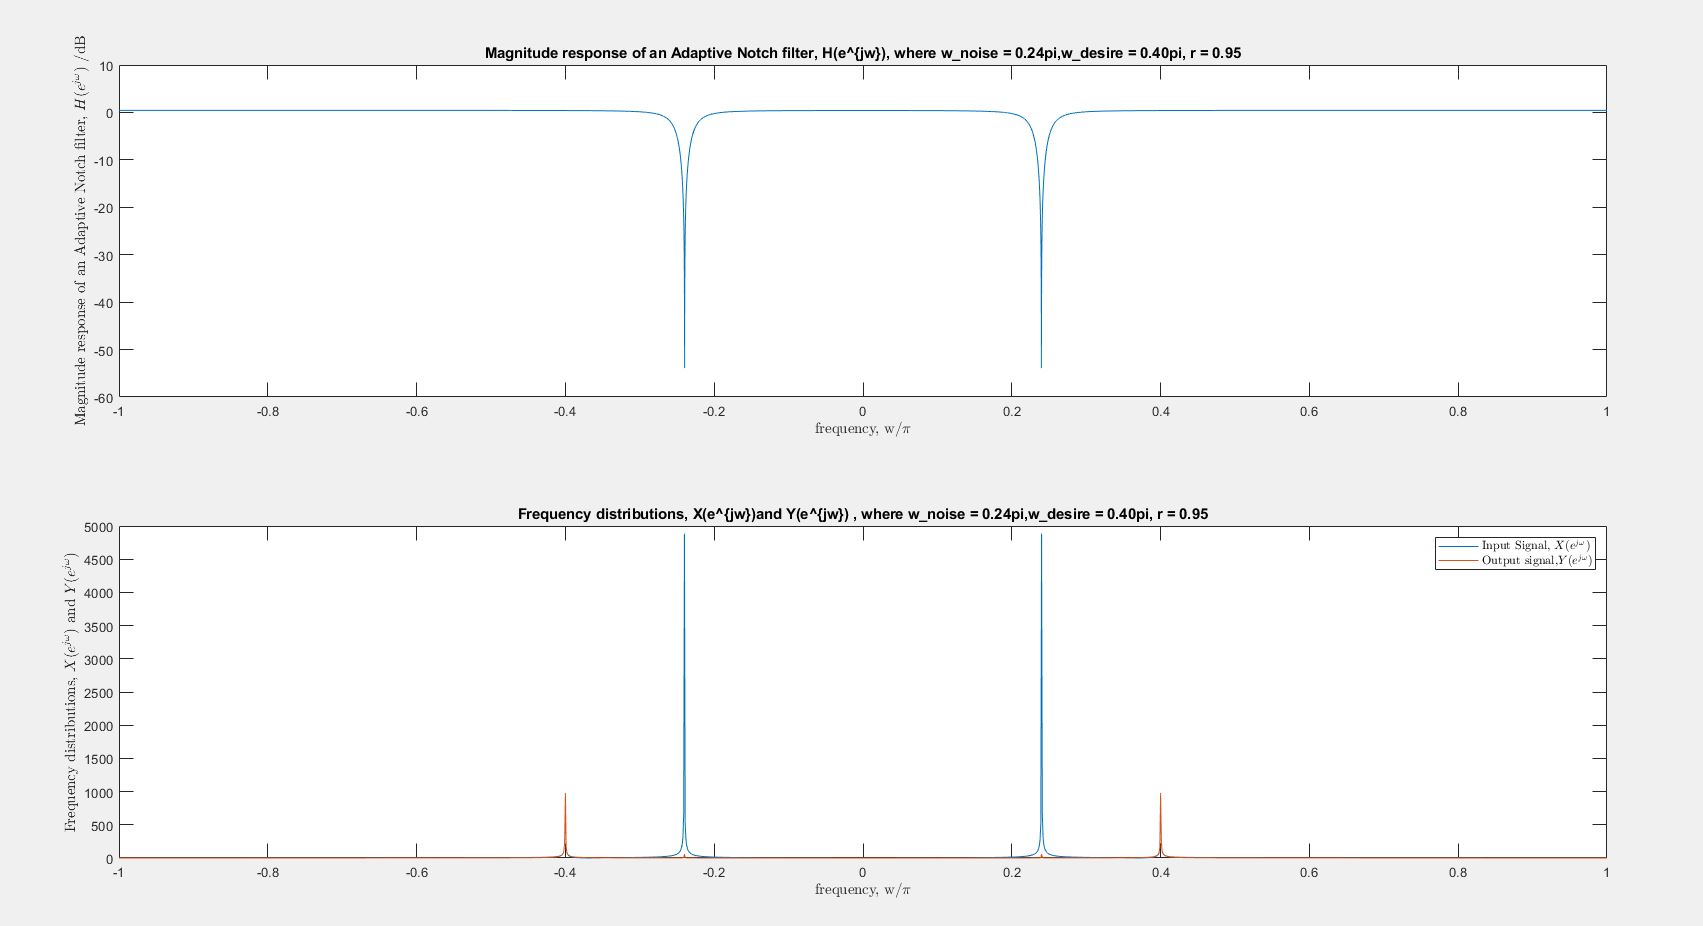 Magnitude response of an Adaptive Notch filter, H(e^{jw}), where w_noise = 0.24pi,w_desire = 0.40pi, r = 0.95
Magnitude response of an Adaptive Notch filter, H(e^{jω}) /dB
10
0
-10
-20
-30
-40
-50
-60
-1 -0.8 -0.6 -0.4 -0.2 0 0.2 0.4 0.6 0.8 1
frequency, w/π
Frequency distributions, X(e^{jw})and Y(e^{jw}) , where w_noise = 0.24pi,w_desire = 0.40pi, r = 0.95
Frequency distributions, X(e^{jω}) and Y(e^{jω})
5000
4500
4000
3500
3000
2500
2000
1500
1000
500
0
Input Signal, X(e^{jω})
Output signal,Y(e^{jω})
-1 -0.8 -0.6 -0.4 -0.2 0 0.2 0.4 0.6 0.8 1
frequency, w/π